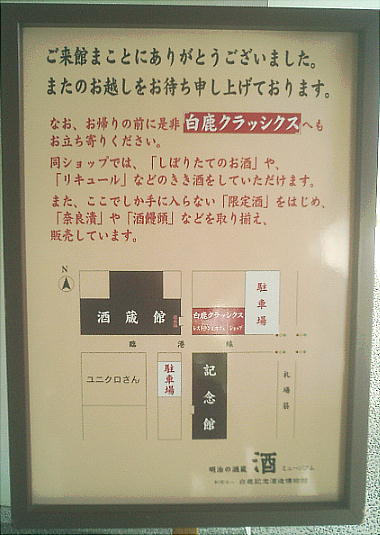 ご来館まことにありがとうございました。
またのお越しをお待ち申し上げております。
なお、お帰りの前に是非 白鹿クラッシクス へも
お立ち寄りください。
同ショップでは、「しぼりたてのお酒」や、
「リキュール」などのきき酒をしていただけます。
また、ここでしか手に入らない「限定酒」をはじめ、
「奈良漬」や「酒饅頭」などを取り揃え、
販売しています。
N
酒蔵館
白鹿クラッシクス
ショップ
駐車場
臨港線
ユニクロさん
駐車場
記念館
札場筋
明治の酒蔵 酒 ミュージアム
白鹿記念酒造博物館